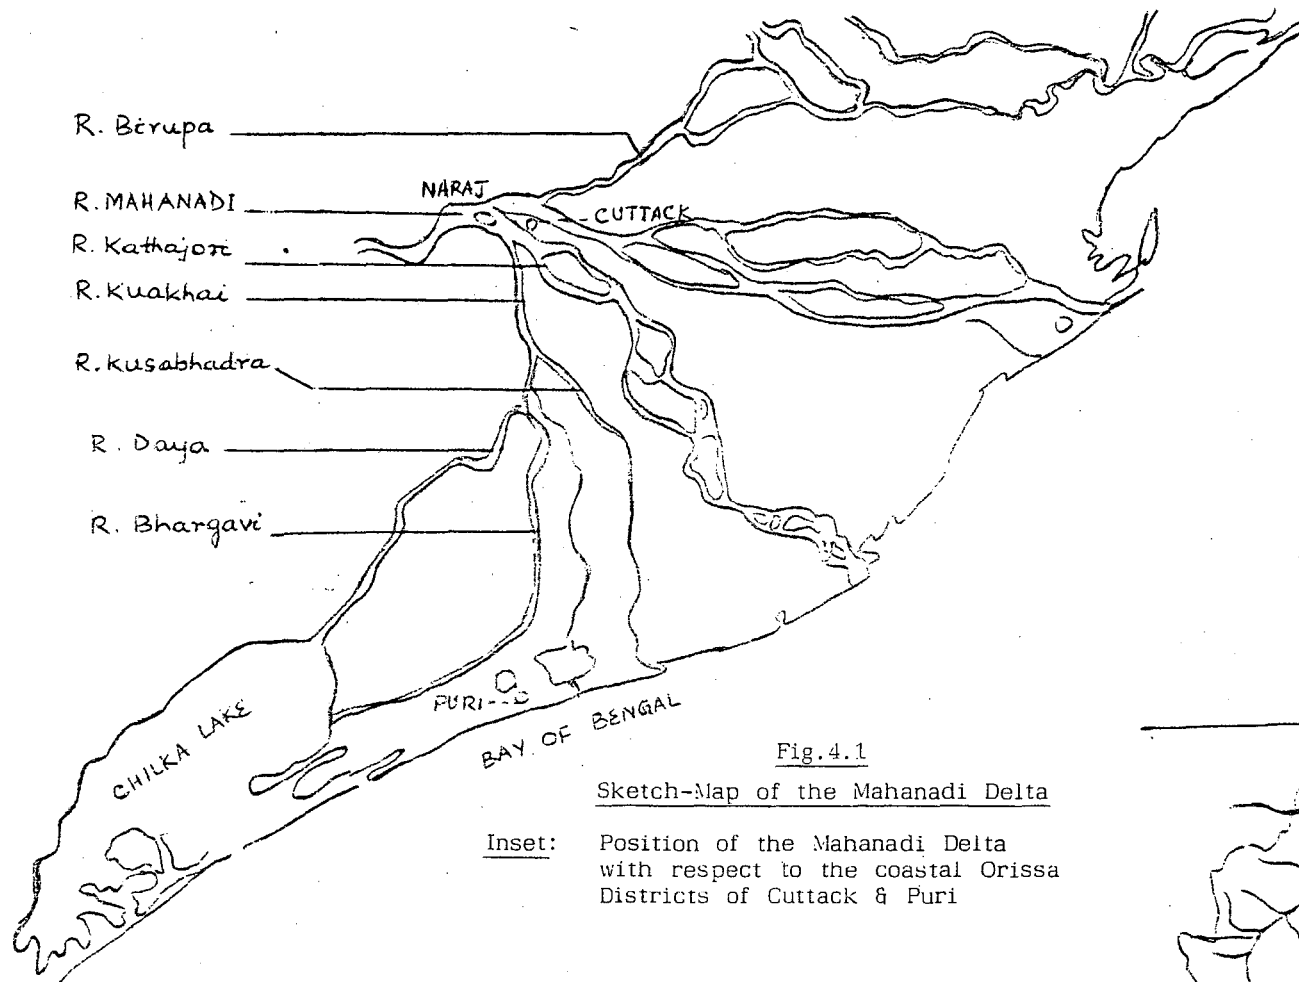 R. Birupa
NARAJ
R. MAHANADI
CUTTACK
R. Kathajori
R. Kuakhai
R. Kusabhadra
R. Daya
R. Bhargavi
PURI
CHILKA LAKE
BAY OF BENGAL
Fig.4.1
Sketch-Map of the Mahanadi Delta
Inset: Position of the Mahanadi Delta
with respect to the coastal Orissa
Districts of Cuttack & Puri